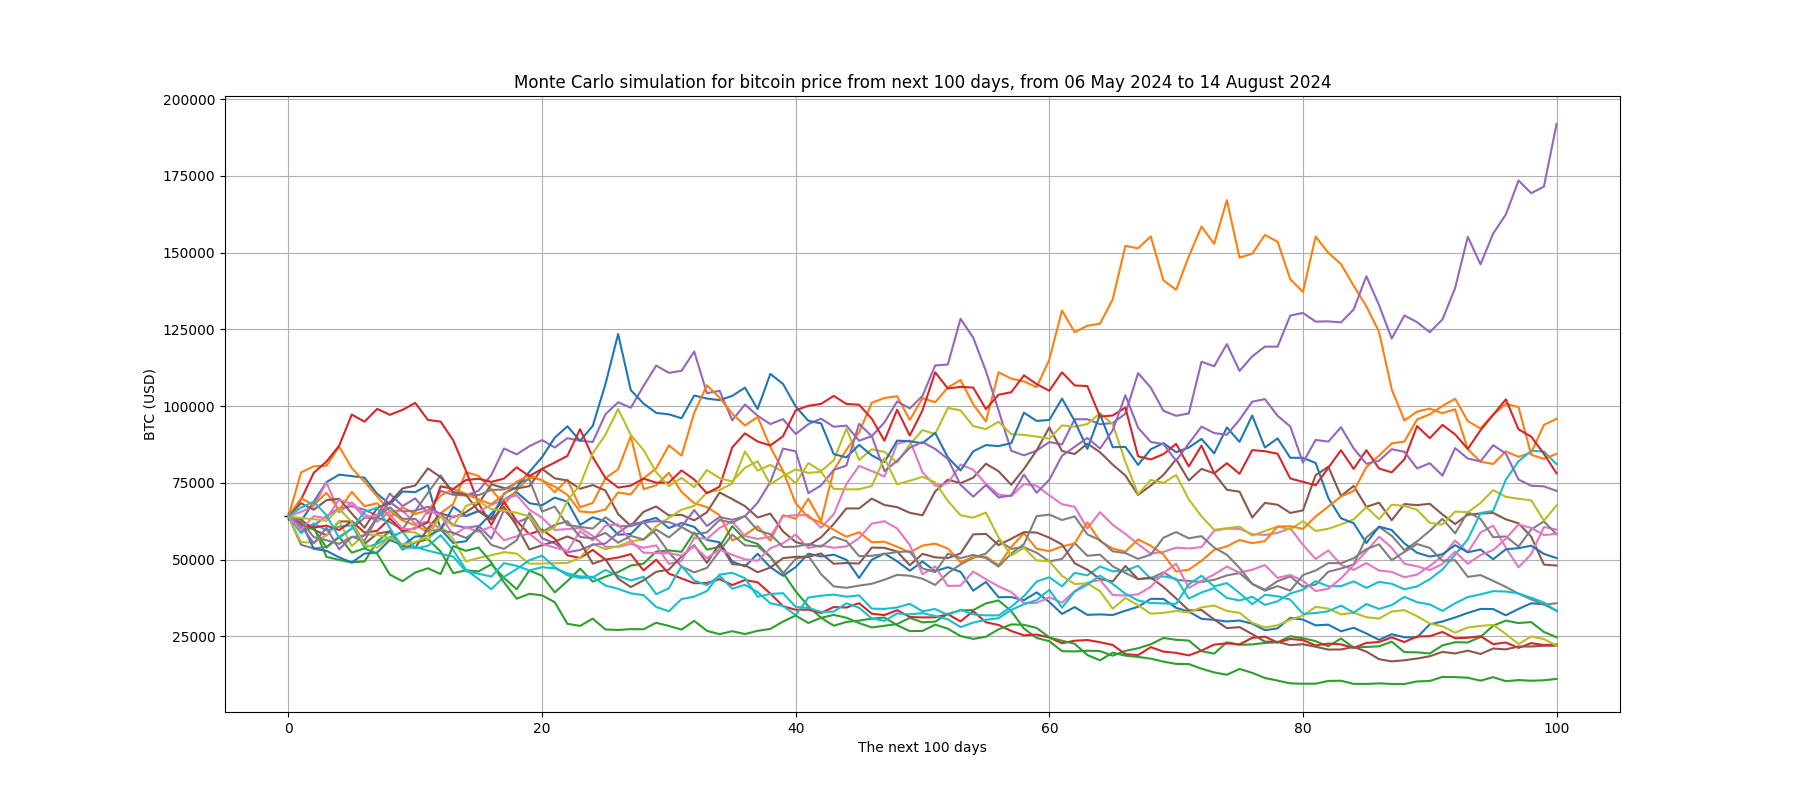 Monte Carlo simulation for bitcoin price from next 100 days, from 06 May 2024 to 14 August 2024
200000
175000
150000
125000
100000
75000
50000
25000
BTC (USD)
0 20 40 60 80 100
The next 100 days